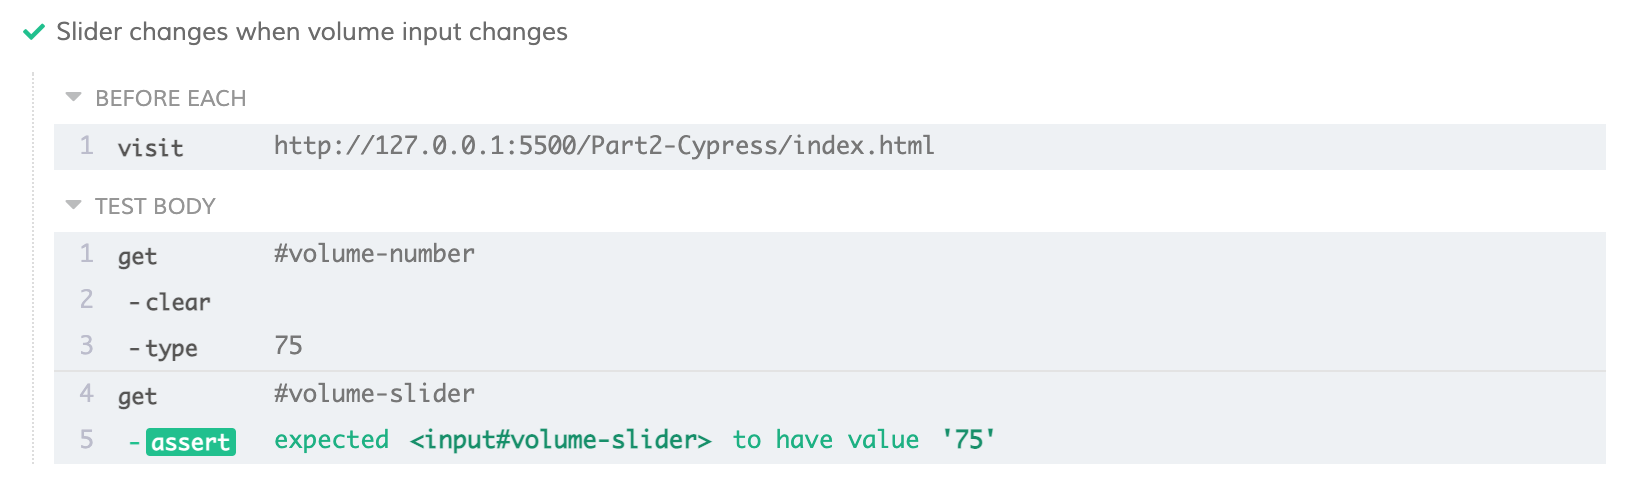 Slider changes when volume input changes
BEFORE EACH
1 visit http://127.0.0.1:5500/Part2-Cypress/index.html
TEST BODY
1 get #volume-number
2 -clear
3 -type 75
4 get #volume-slider
5 -assert expected <input#volume-slider> to have value '75'